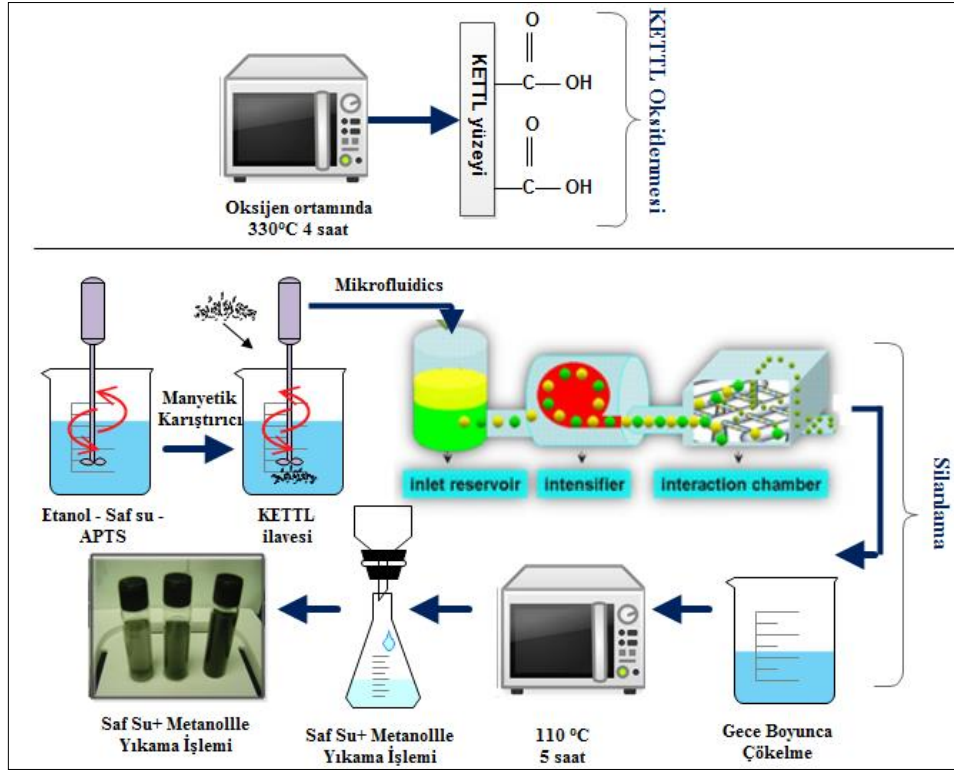 O
C
OH
O
C
OH
KETTL yüzeyi
KETTL Oksitlenmesi
Oksijen ortamında
330ºC 4 saat
Mikrofluidics
Manyetik
Karıştırıcı
inlet reservoir
intensifier
interaction chamber
Silanlama
Etanol - Saf su -
APTS
KETTL
ilavesi
Saf Su+ Metanollle
Yıkama İşlemi
Saf Su+ Metanollle
Yıkama İşlemi
110 ºC
5 saat
Gece Boyunca
Çökelme